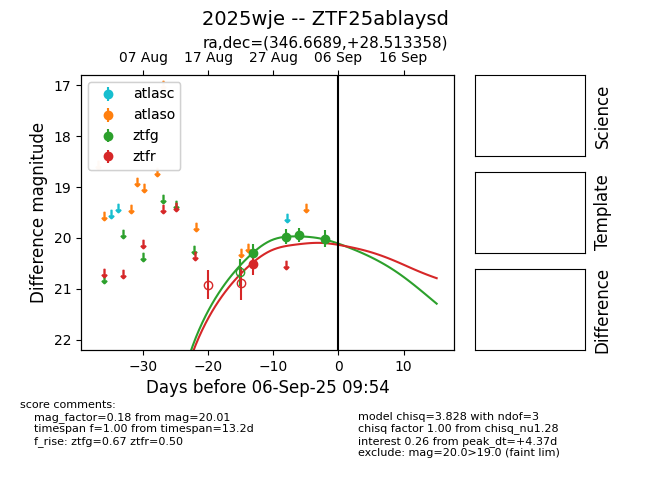 2025wje -- ZTF25ablaysd
ra,dec=(346.6689,+28.513358)
07 Aug 17 Aug 27 Aug 06 Sep 16 Sep
17
18
19
20
21
22
Difference magnitude
atlasc
atlaso
ztfg
ztfr
−30 −20 −10 0 10
Days before 06-Sep-25 09:54
Science
Template
Difference
score comments:
mag_factor=0.18 from mag=20.01
timespan f=1.00 from timespan=13.2d
f_rise: ztfg=0.67 ztfr=0.50
model chisq=3.828 with ndof=3
chisq factor 1.00 from chisq_nu1.28
interest 0.26 from peak_dt=+4.37d
exclude: mag=20.0>19.0 (faint lim)